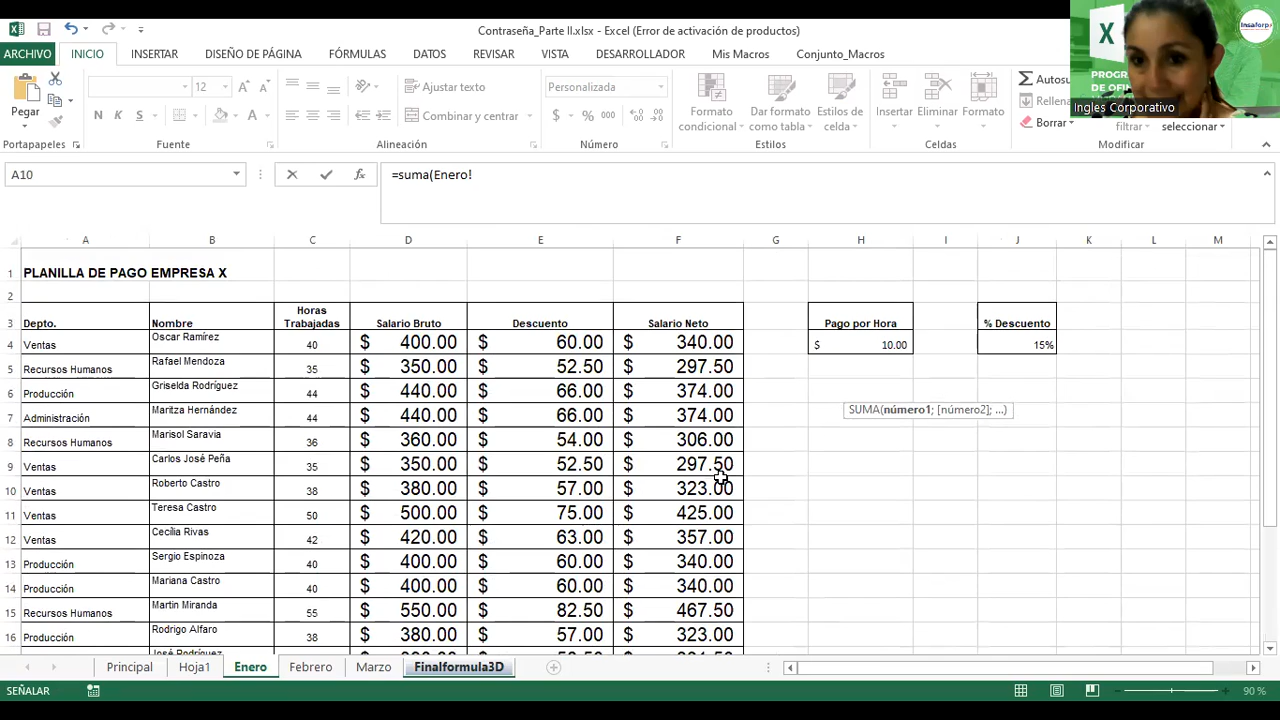 Contraseña_Parte II.xlsx - Excel (Error de activación de productos)
ARCHIVO INICIO INSERTAR DISEÑO DE PÁGINA FÓRMULAS DATOS REVISAR VISTA DESARROLLADOR Mis Macros Conjunto_Macros
Insaforp
PROGR
DE OFI
Ingles Corporativo
Pegar
12
N K S
Ajustar texto
Combinar y centrar
Personalizada
$ % 000
Formato condicional
Dar formato como tabla
Estilos de celda
Insertar
Eliminar
Formato
Autosu
Rellena
Borrar
filtrar
seleccionar
Portapapeles Fuente Alineación Número Estilos Celdas Modificar
A10 =suma(Enero!
A B C D E F G H I J K L M
1 PLANILLA DE PAGO EMPRESA X
2
3 Depto. Nombre Horas Trabajadas Salario Bruto Descuento Salario Neto Pago por Hora % Descuento
4 Ventas Oscar Ramírez 40 $ 400.00 $ 60.00 $ 340.00 $ 10.00 15%
5 Recursos Humanos Rafael Mendoza 35 $ 350.00 $ 52.50 $ 297.50
6 Producción Griselda Rodríguez 44 $ 440.00 $ 66.00 $ 374.00
7 Administración Maritza Hernández 44 $ 440.00 $ 66.00 $ 374.00
SUMA(número1; [número2]; ...)
8 Recursos Humanos Marisol Saravia 36 $ 360.00 $ 54.00 $ 306.00
9 Ventas Carlos José Peña 35 $ 350.00 $ 52.50 $ 297.50
10 Ventas Roberto Castro 38 $ 380.00 $ 57.00 $ 323.00
11 Ventas Teresa Castro 50 $ 500.00 $ 75.00 $ 425.00
12 Ventas Cecília Rivas 42 $ 420.00 $ 63.00 $ 357.00
13 Producción Sergio Espinoza 40 $ 400.00 $ 60.00 $ 340.00
14 Producción Mariana Castro 40 $ 400.00 $ 60.00 $ 340.00
15 Recursos Humanos Martin Miranda 55 $ 550.00 $ 82.50 $ 467.50
16 Producción Rodrigo Alfaro 38 $ 380.00 $ 57.00 $ 323.00
José Rodríguez
Principal Hoja1 Enero Febrero Marzo Finalformula3D
SEÑALAR 90 %